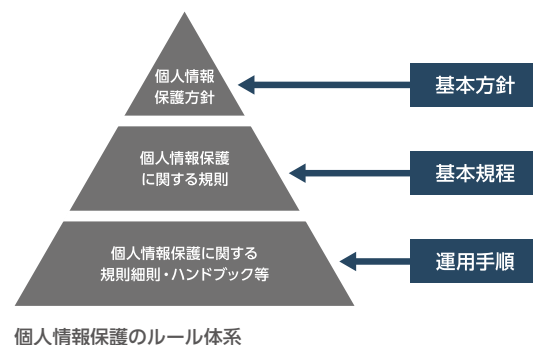 個人情報
保護方針
基本方針
個人情報保護
に関する規則
基本規程
個人情報保護に関する
規則細則・ハンドブック等
運用手順
個人情報保護のルール体系